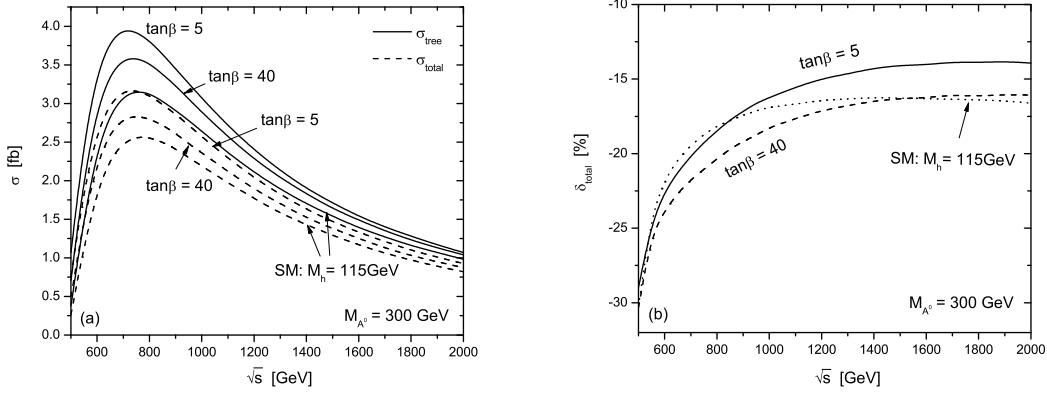 4.0
3.5
3.0
2.5
2.0
1.5
1.0
0.5
0.0
σ [fb]
tanβ = 5
σtree
σtotal
tanβ = 40
tanβ = 5
tanβ = 40
SM: Mh= 115GeV
(a)
MA⁰ = 300 GeV
600 800 1000 1200 1400 1600 1800 2000
√s [GeV]
-10
-15
-20
-25
-30
δtotal [%]
tanβ = 5
tanβ = 40
SM: Mh= 115GeV
(b)
MA⁰ = 300 GeV
600 800 1000 1200 1400 1600 1800 2000
√s [GeV]